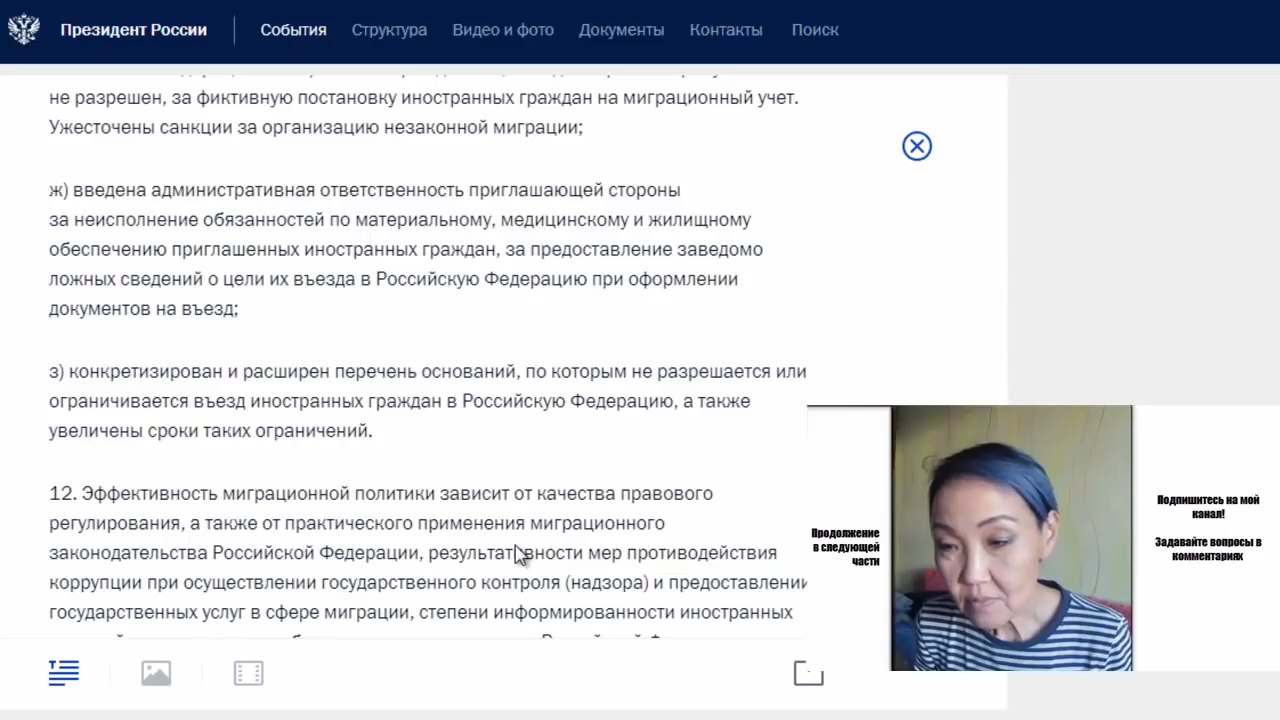 Президент России
События
Структура
Видео и фото
Документы
Контакты
Поиск
не разрешен, за фиктивную постановку иностранных граждан на миграционный учет.
Ужесточены санкции за организацию незаконной миграции;
ж) введена административная ответственность приглашающей стороны
за неисполнение обязанностей по материальному, медицинскому и жилищному
обеспечению приглашенных иностранных граждан, за предоставление заведомо
ложных сведений о цели их въезда в Российскую Федерацию при оформлении
документов на въезд;
з) конкретизирован и расширен перечень оснований, по которым не разрешается или
ограничивается въезд иностранных граждан в Российскую Федерацию, а также
увеличены сроки таких ограничений.
12. Эффективность миграционной политики зависит от качества правового
регулирования, а также от практического применения миграционного
законодательства Российской Федерации, результативности мер противодействия
коррупции при осуществлении государственного контроля (надзора) и предоставлении
государственных услуг в сфере миграции, степени информированности иностранных
Продолжение
в следующей
части
Подпишитесь на мой
канал!
Задавайте вопросы в
комментариях